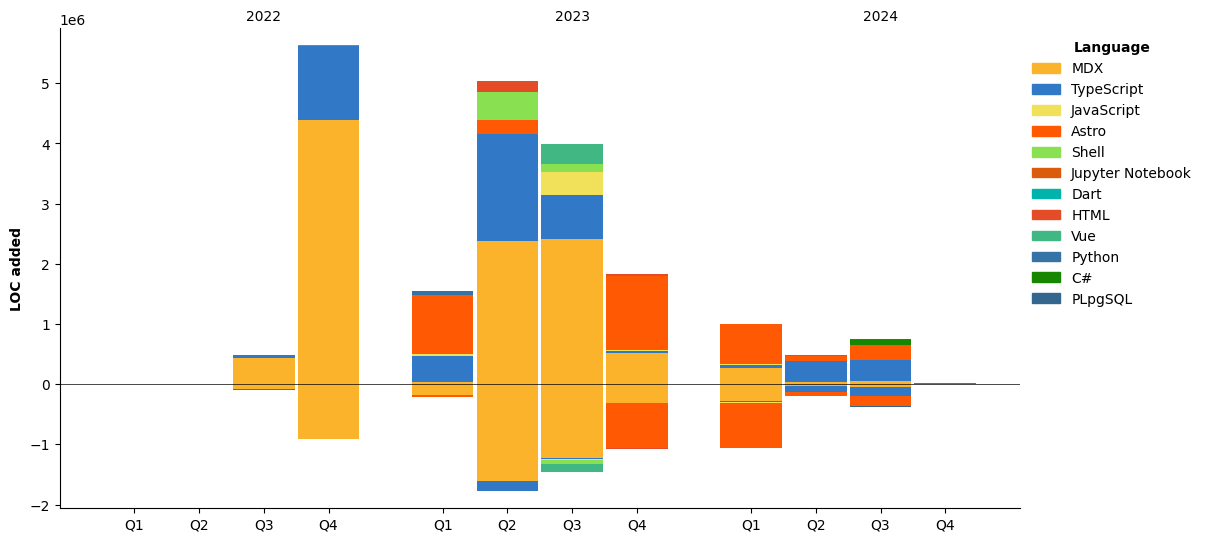 1e6
2022
2023
2024
LOC added
5
4
3
2
1
0
−1
−2
Q1
Q2
Q3
Q4
Q1
Q2
Q3
Q4
Q1
Q2
Q3
Q4
Language
MDX
TypeScript
JavaScript
Astro
Shell
Jupyter Notebook
Dart
HTML
Vue
Python
C#
PLpgSQL